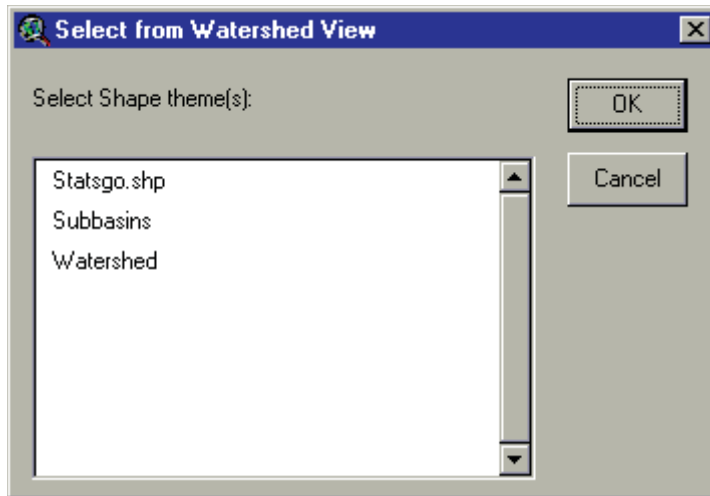 Select from Watershed View
Select Shape theme(s):
OK
Cancel
Statsgo.shp
Subbasins
Watershed